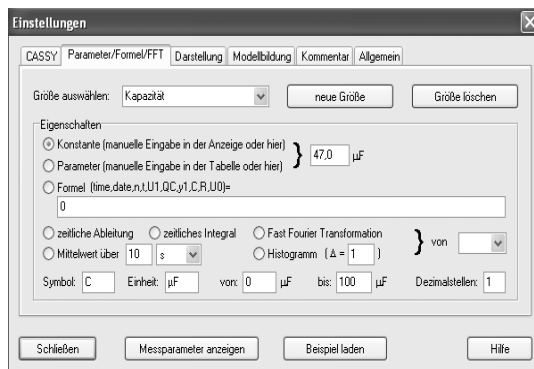 Einstellungen
CASSY Parameter/Formel/FFT Darstellung Modellbildung Kommentar Allgemein
Größe auswählen: Kapazität neue Größe Größe löschen
Eigenschaften
Konstante (manuelle Eingabe in der Anzeige oder hier)
Parameter (manuelle Eingabe in der Tabelle oder hier)
} 47,0 µF
Formel (time,date,n,t,U1,QC,y1,C,R,U0)=
0
zeitliche Ableitung zeitliches Integral Fast Fourier Transformation
Mittelwert über 10 s Histogramm (Δ = 1 )
} von
Symbol: C Einheit: µF von: 0 µF bis: 100 µF Dezimalstellen: 1
Schließen Messparameter anzeigen Beispiel laden Hilfe